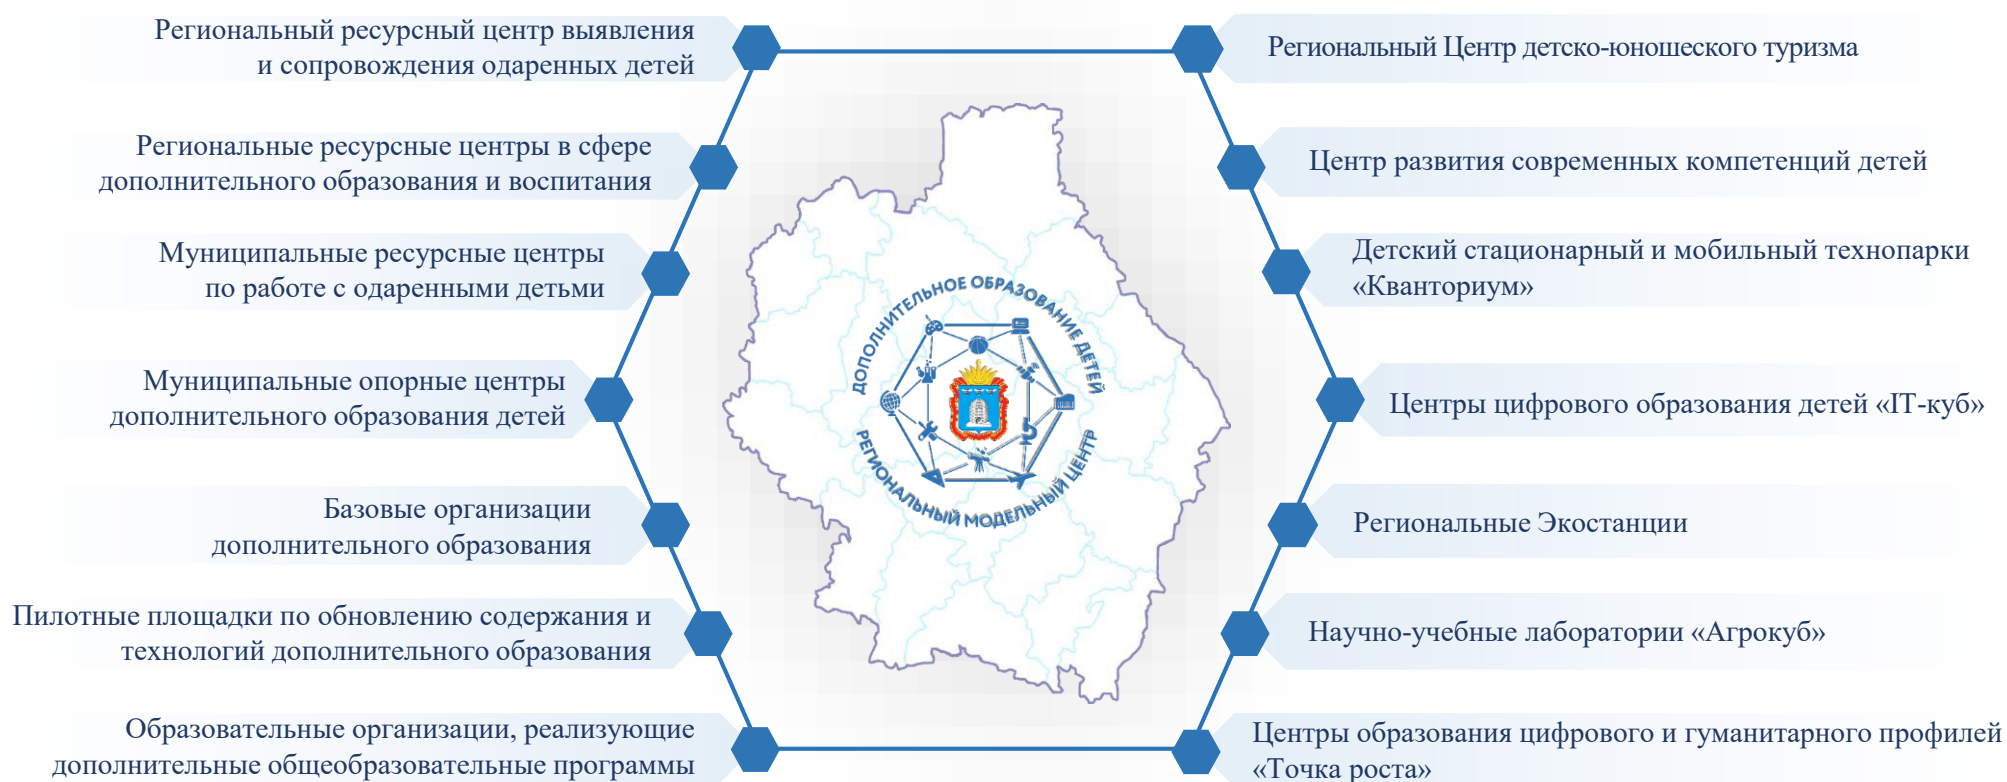 Региональный ресурсный центр выявления
и сопровождения одаренных детей
Региональные ресурсные центры в сфере
дополнительного образования и воспитания
Муниципальные ресурсные центры
по работе с одаренными детьми
Муниципальные опорные центры
дополнительного образования детей
Базовые организации
дополнительного образования
Пилотные площадки по обновлению содержания и
технологий дополнительного образования
Образовательные организации, реализующие
дополнительные общеобразовательные программы
ДОПОЛНИТЕЛЬНОЕ ОБРАЗОВАНИЕ ДЕТЕЙ
РЕГИОНАЛЬНЫЙ МОДЕЛЬНЫЙ ЦЕНТР
Региональный Центр детско-юношеского туризма
Центр развития современных компетенций детей
Детский стационарный и мобильный технопарки
«Кванториум»
Центры цифрового образования детей «IT-куб»
Региональные Экостанции
Научно-учебные лаборатории «Агрокуб»
Центры образования цифрового и гуманитарного профилей
«Точка роста»